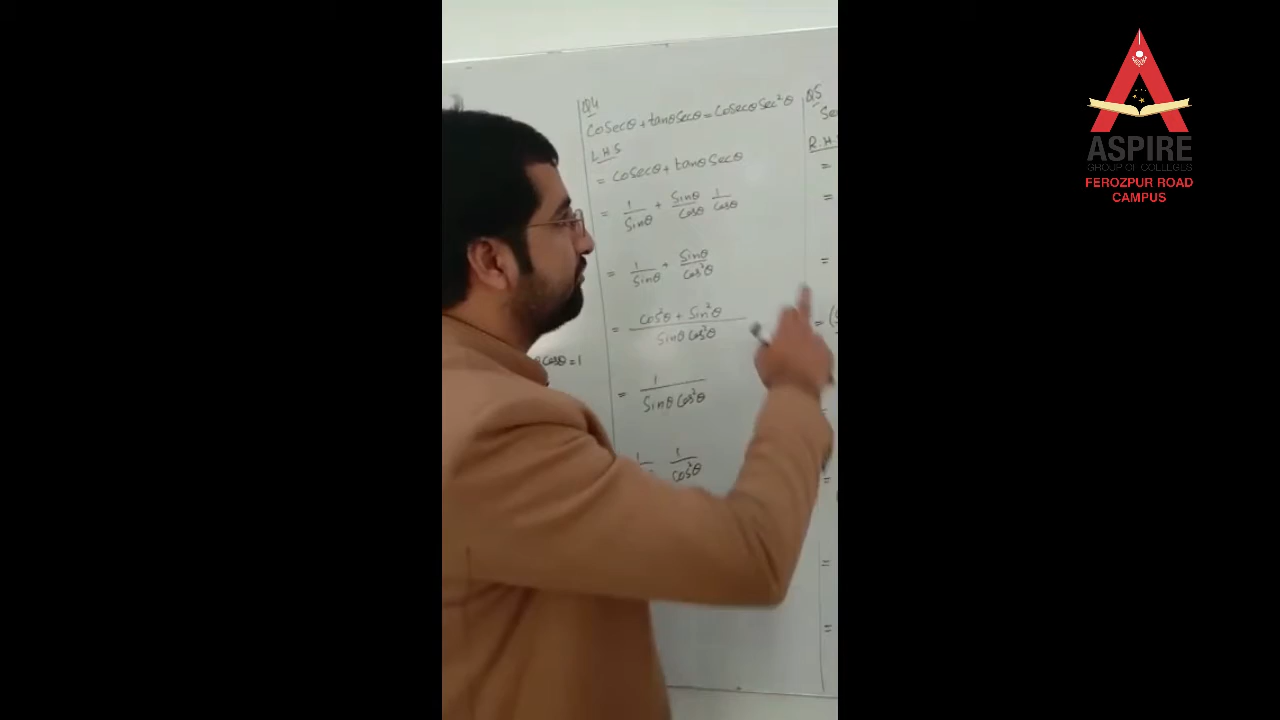 Q4
Cosecθ + tanθ Secθ = Cosecθ Sec²θ
L.H.S
= Cosecθ + tanθ Secθ
= 1/Sinθ + Sinθ/Cosθ 1/Cosθ
= 1/Sinθ + Sinθ/Cos²θ
= Cos²θ + Sin²θ / Sinθ Cos²θ
= 1 / Sinθ Cos²θ
1 1/Cos²θ
Cosθ = 1
Q5
R.H.S
=
=
=
=
=
=
=
ASPIRE
GROUP OF COLLEGES
FEROZPUR ROAD
CAMPUS